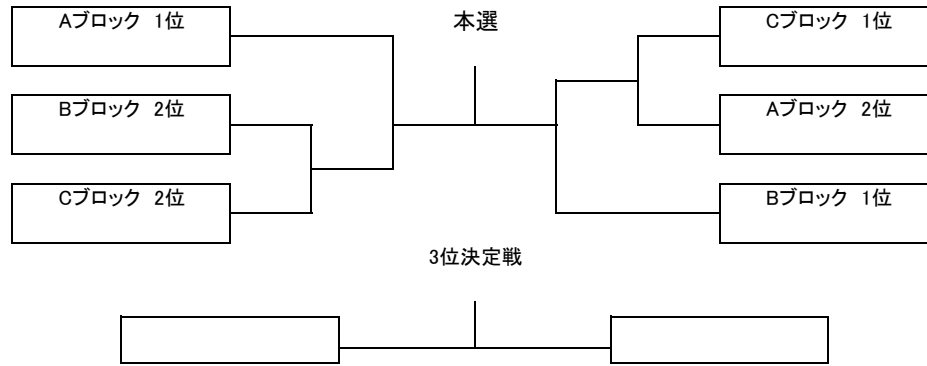 本選
Aブロック 1位
Bブロック 2位
Cブロック 2位
Cブロック 1位
Aブロック 2位
Bブロック 1位
3位決定戦